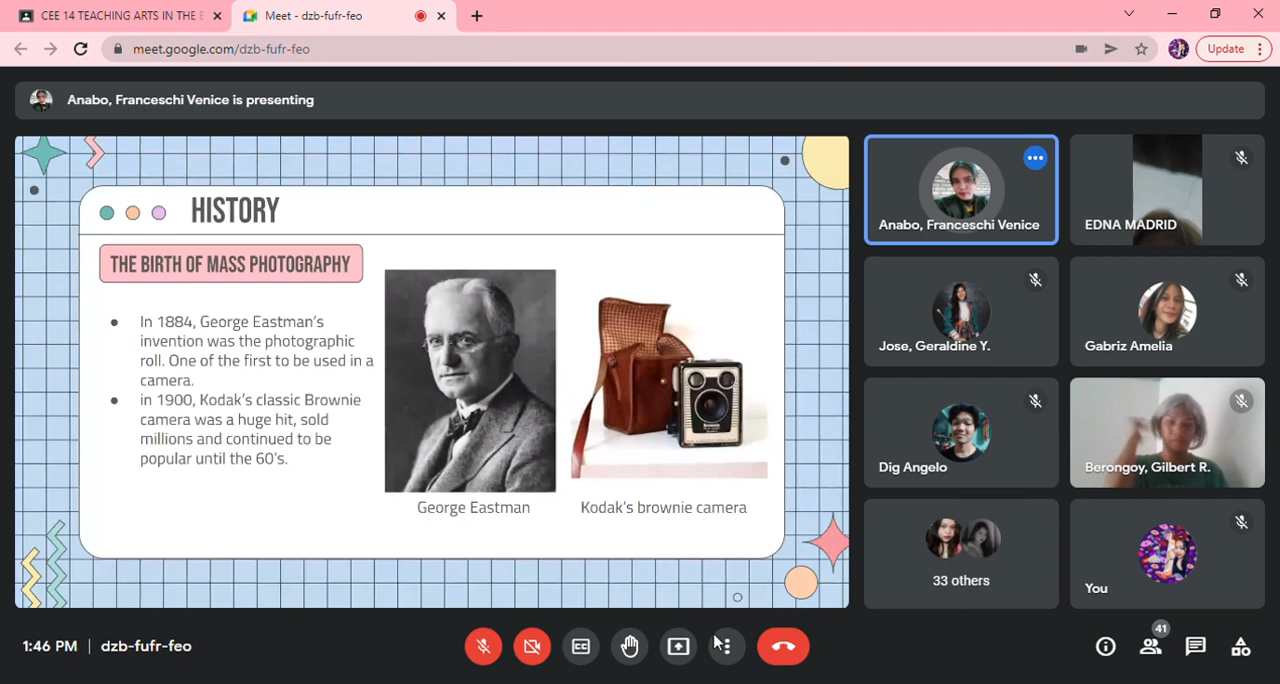 CEE 14 TEACHING ARTS IN THE E
Meet - dzb-fufr-feo
meet.google.com/dzb-fufr-feo
Update
Anabo, Franceschi Venice is presenting
HISTORY
THE BIRTH OF MASS PHOTOGRAPHY
● In 1884, George Eastman's
invention was the photographic
roll. One of the first to be used in a
camera.
● in 1900, Kodak's classic Brownie
camera was a huge hit, sold
millions and continued to be
popular until the 60's.
George Eastman
Kodak's brownie camera
Anabo, Franceschi Venice
EDNA MADRID
Jose, Geraldine Y.
Gabriz Amelia
Dig Angelo
Berongoy, Gilbert R.
33 others
You
1:46 PM | dzb-fufr-feo
CC
41